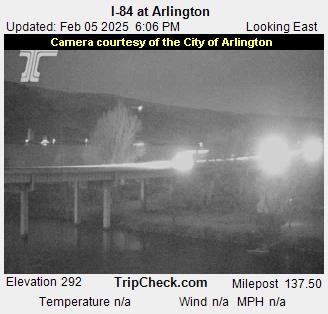 I-84 at Arlington
Updated: Feb 05 2025 6:06 PM Looking East
Camera courtesy of the City of Arlington
Elevation 292 TripCheck.com Milepost 137.50
Temperature n/a Wind n/a MPH n/a